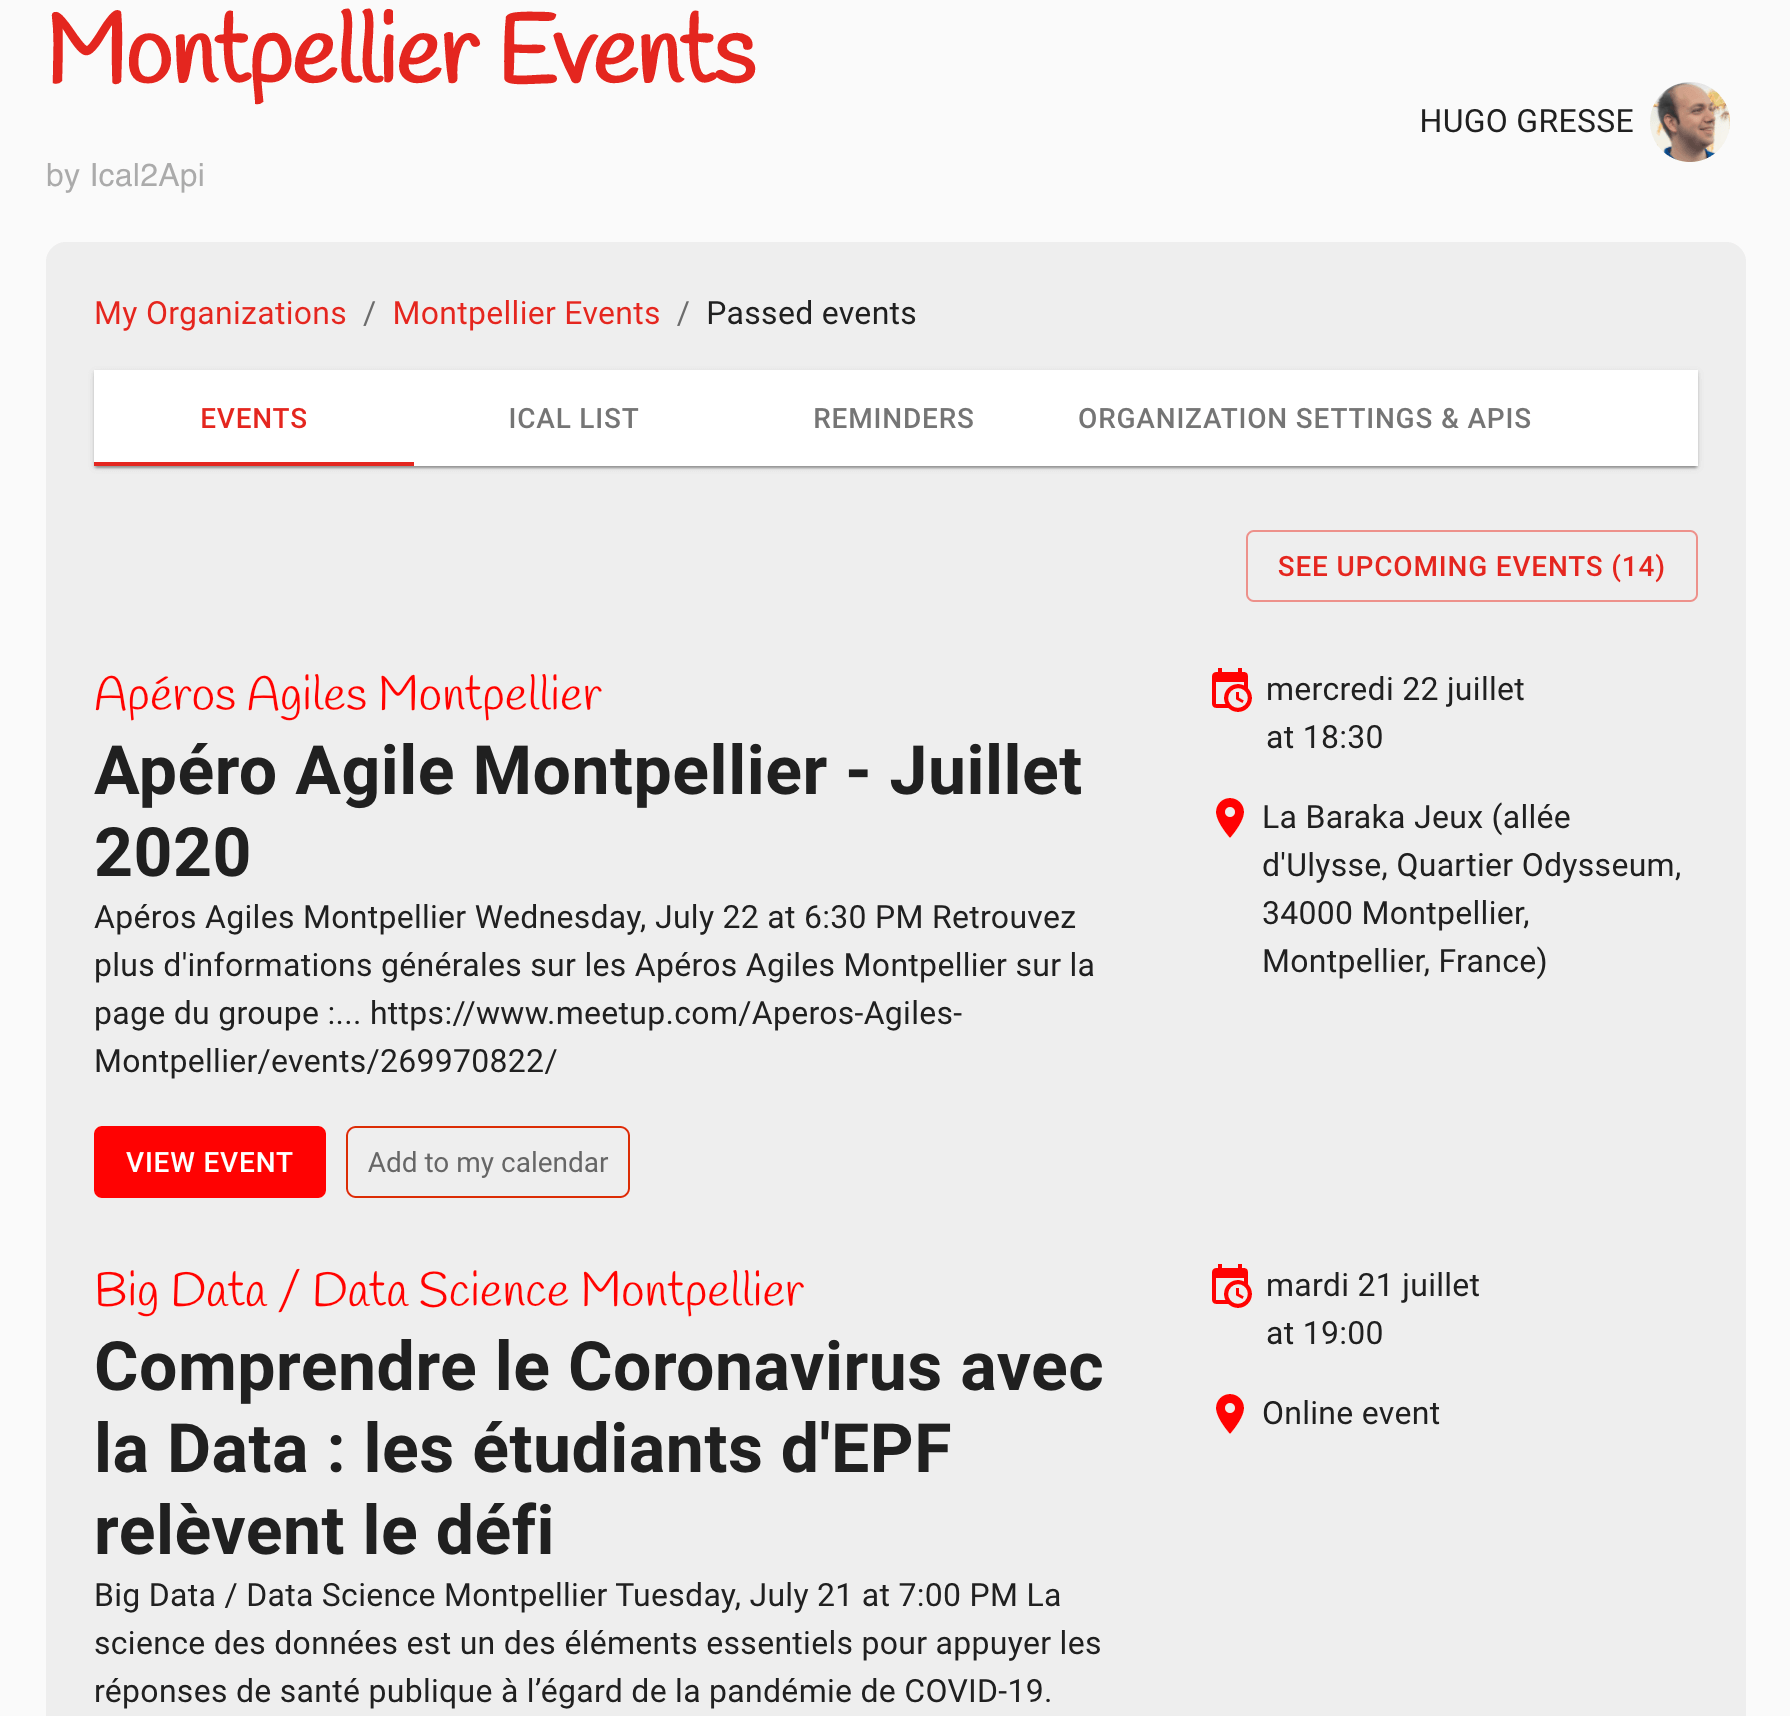 Montpellier Events
HUGO GRESSE
by Ical2Api
My Organizations / Montpellier Events / Passed events
EVENTS ICAL LIST REMINDERS ORGANIZATION SETTINGS & APIS
SEE UPCOMING EVENTS (14)
Apéros Agiles Montpellier
Apéro Agile Montpellier - Juillet
2020
Apéros Agiles Montpellier Wednesday, July 22 at 6:30 PM Retrouvez
plus d'informations générales sur les Apéros Agiles Montpellier sur la
page du groupe :... https://www.meetup.com/Aperos-Agiles-
Montpellier/events/269970822/
mercredi 22 juillet
at 18:30
La Baraka Jeux (allée
d'Ulysse, Quartier Odysseum,
34000 Montpellier,
Montpellier, France)
VIEW EVENT Add to my calendar
Big Data / Data Science Montpellier
Comprendre le Coronavirus avec
la Data : les étudiants d'EPF
relèvent le défi
Big Data / Data Science Montpellier Tuesday, July 21 at 7:00 PM La
science des données est un des éléments essentiels pour appuyer les
réponses de santé publique à l’égard de la pandémie de COVID-19.
mardi 21 juillet
at 19:00
Online event